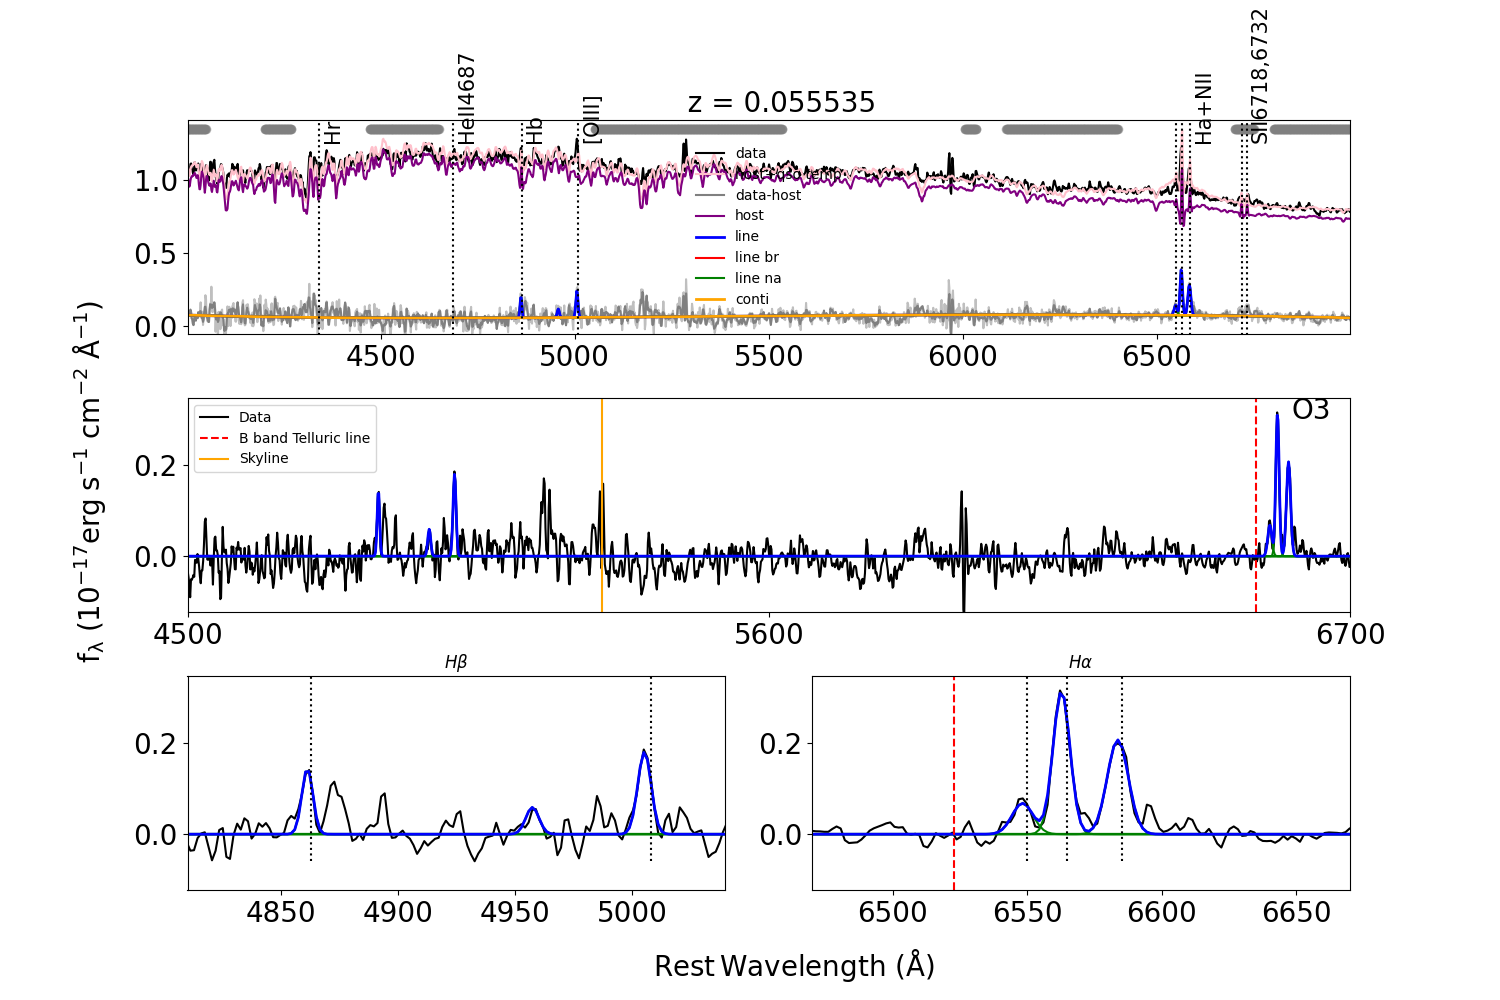 z = 0.055535
Hr
HeII4687
Hb
[OIII]
Ha+NII
SII6718,6732
data
data-host
host
line
line br
line na
conti
1.0
0.5
0.0
4500
5000
5500
6000
6500
Data
B band Telluric line
Skyline
O3
0.2
0.0
4500
5600
6700
fλ (10⁻¹⁷erg s⁻¹ cm⁻² Å⁻¹)
Hβ
0.2
0.0
4850
4900
4950
5000
Hα
0.2
0.0
6500
6550
6600
6650
Rest Wavelength (Å)